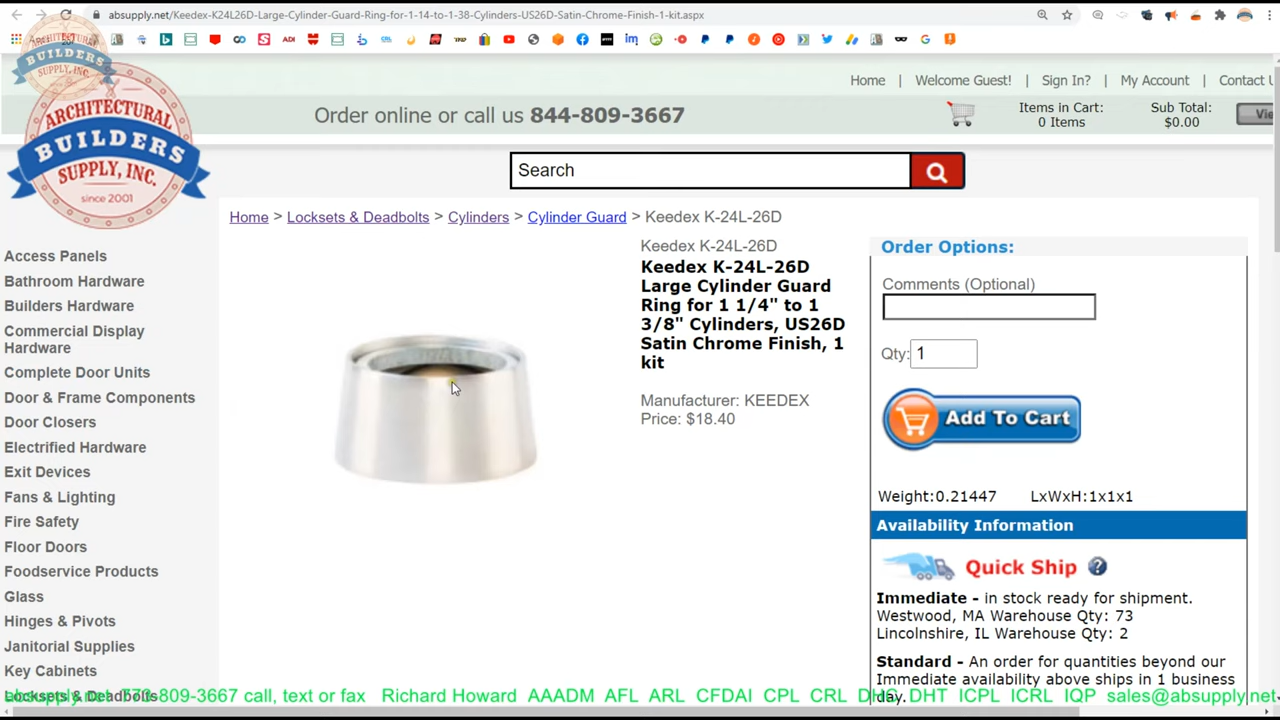 absupply.net/Keedex-K24L26D-Large-Cylinder-Guard-Ring-for-1-14-to-1-38-Cylinders-US26D-Satin-Chrome-Finish-1-kit.aspx
ARCHITECTURAL
BUILDERS
SUPPLY, INC.
since 2001
Home | Welcome Guest! | Sign In? | My Account | Contact U
Order online or call us 844-809-3667
Items in Cart:
0 Items
Sub Total:
$0.00
Vie
Search
Home > Locksets & Deadbolts > Cylinders > Cylinder Guard > Keedex K-24L-26D
Access Panels
Bathroom Hardware
Builders Hardware
Commercial Display
Hardware
Complete Door Units
Door & Frame Components
Door Closers
Electrified Hardware
Exit Devices
Fans & Lighting
Fire Safety
Floor Doors
Foodservice Products
Glass
Hinges & Pivots
Janitorial Supplies
Key Cabinets
Locksets & Deadbolts
Keedex K-24L-26D
Keedex K-24L-26D
Large Cylinder Guard
Ring for 1 1/4" to 1
3/8" Cylinders, US26D
Satin Chrome Finish, 1
kit
Manufacturer: KEEDEX
Price: $18.40
Order Options:
Comments (Optional)
Qty: 1
Add To Cart
Weight:0.21447 LxWxH:1x1x1
Availability Information
Quick Ship ?
Immediate - in stock ready for shipment.
Westwood, MA Warehouse Qty: 73
Lincolnshire, IL Warehouse Qty: 2
Standard - An order for quantities beyond our
Immediate availability above ships in 1 business
day.
absupply.net 773-809-3667 call, text or fax Richard Howard AAADM AFL ARL CFDAI CPL CRL DHC DHT ICPL ICRL IQP sales@absupply.net